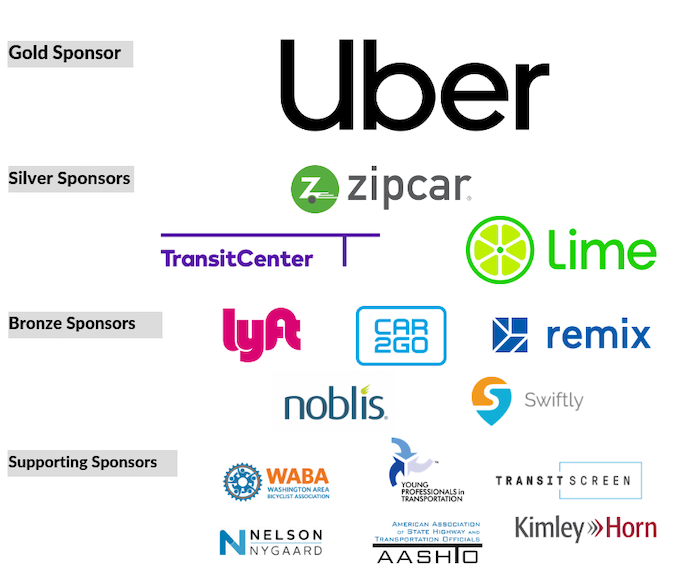 Gold Sponsor
Uber
Silver Sponsors
Z zipcar®
TransitCenter
Lime
Bronze Sponsors
lyft
CAR
2GO
remix
noblis®
S Swiftly
Supporting Sponsors
WABA
WASHINGTON AREA
BICYCLIST ASSOCIATION
YOUNG
PROFESSIONALS in
TRANSPORTATION
TRANSIT SCREEN
N NELSON
NYGAARD
AMERICAN ASSOCIATION
OF STATE HIGHWAY AND
TRANSPORTATION OFFICIALS
AASHTO
Kimley»Horn